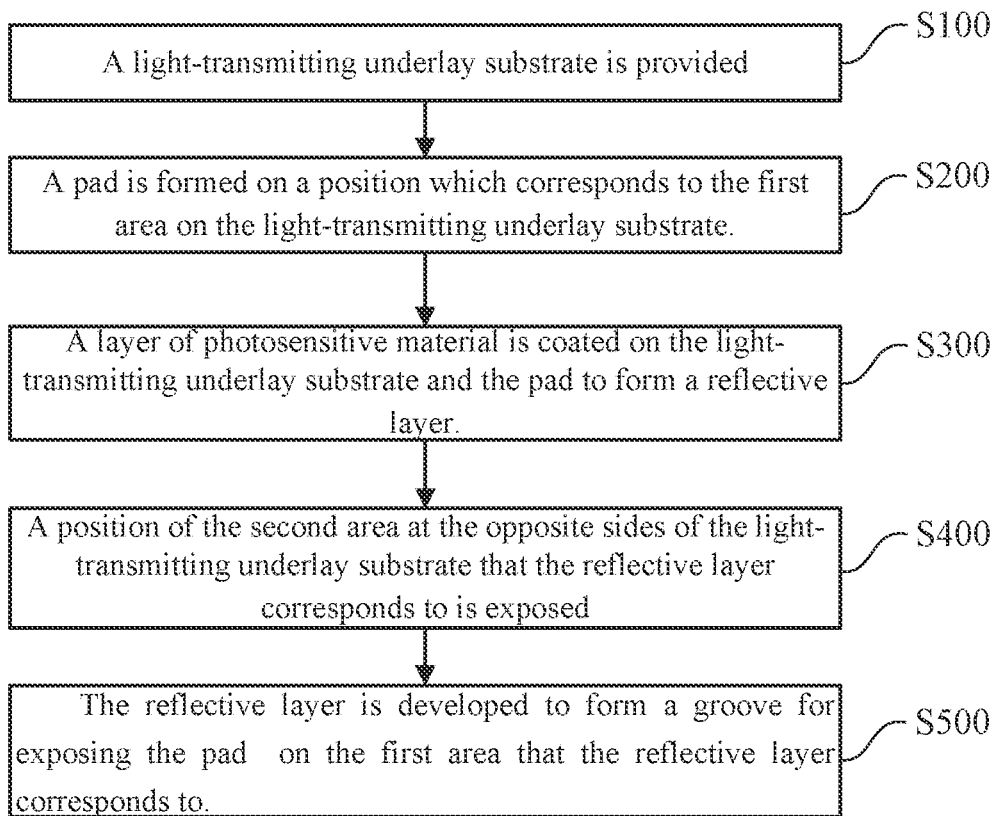 S100
A light-transmitting underlay substrate is provided
S200
A pad is formed on a position which corresponds to the first
area on the light-transmitting underlay substrate.
S300
A layer of photosensitive material is coated on the light-
transmitting underlay substrate and the pad to form a reflective
layer.
S400
A position of the second area at the opposite sides of the light-
transmitting underlay substrate that the reflective layer
corresponds to is exposed
S500
The reflective layer is developed to form a groove for
exposing the pad on the first area that the reflective layer
corresponds to.